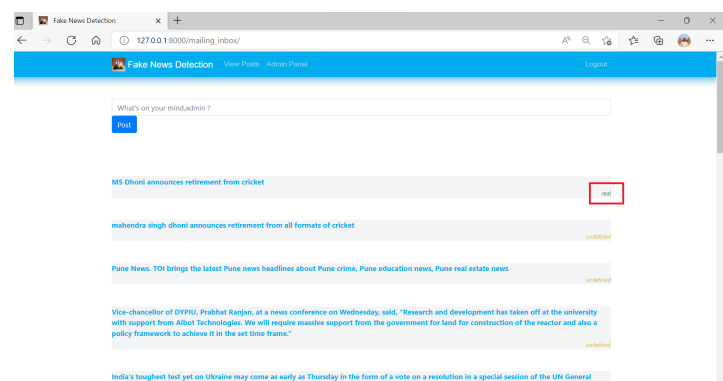 Fake News Detection
127.0.0.1:8000/mailing_inbox/
Fake News Detection View Posts Admin Panel Logout
What's on your mind,admin ?
Post
MS Dhoni announces retirement from cricket
real
mahendra singh dhoni announces retirement from all formats of cricket
undefined
Pune News. TOI brings the latest Pune news headlines about Pune crime, Pune education news, Pune real estate news
undefined
Vice-chancellor of DYPIU, Prabhat Ranjan, at a news conference on Wednesday, said, "Research and development has taken off at the university
with support from Albot Technologies. We will require massive support from the government for land for construction of the reactor and also a
policy framework to achieve it in the set time frame."
undefined
India's toughest test yet on Ukraine may come as early as Thursday in the form of a vote on a resolution in a special session of the UN General